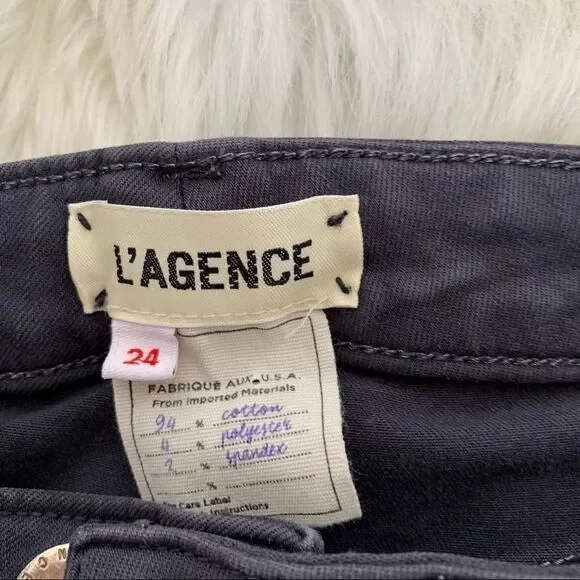 L'AGENCE
24
FABRIQUÉ AUX U.S.A.
From Imported Materials
94 % cotton
4 % polyester
2 % spandex
%
Care Label
Instructions